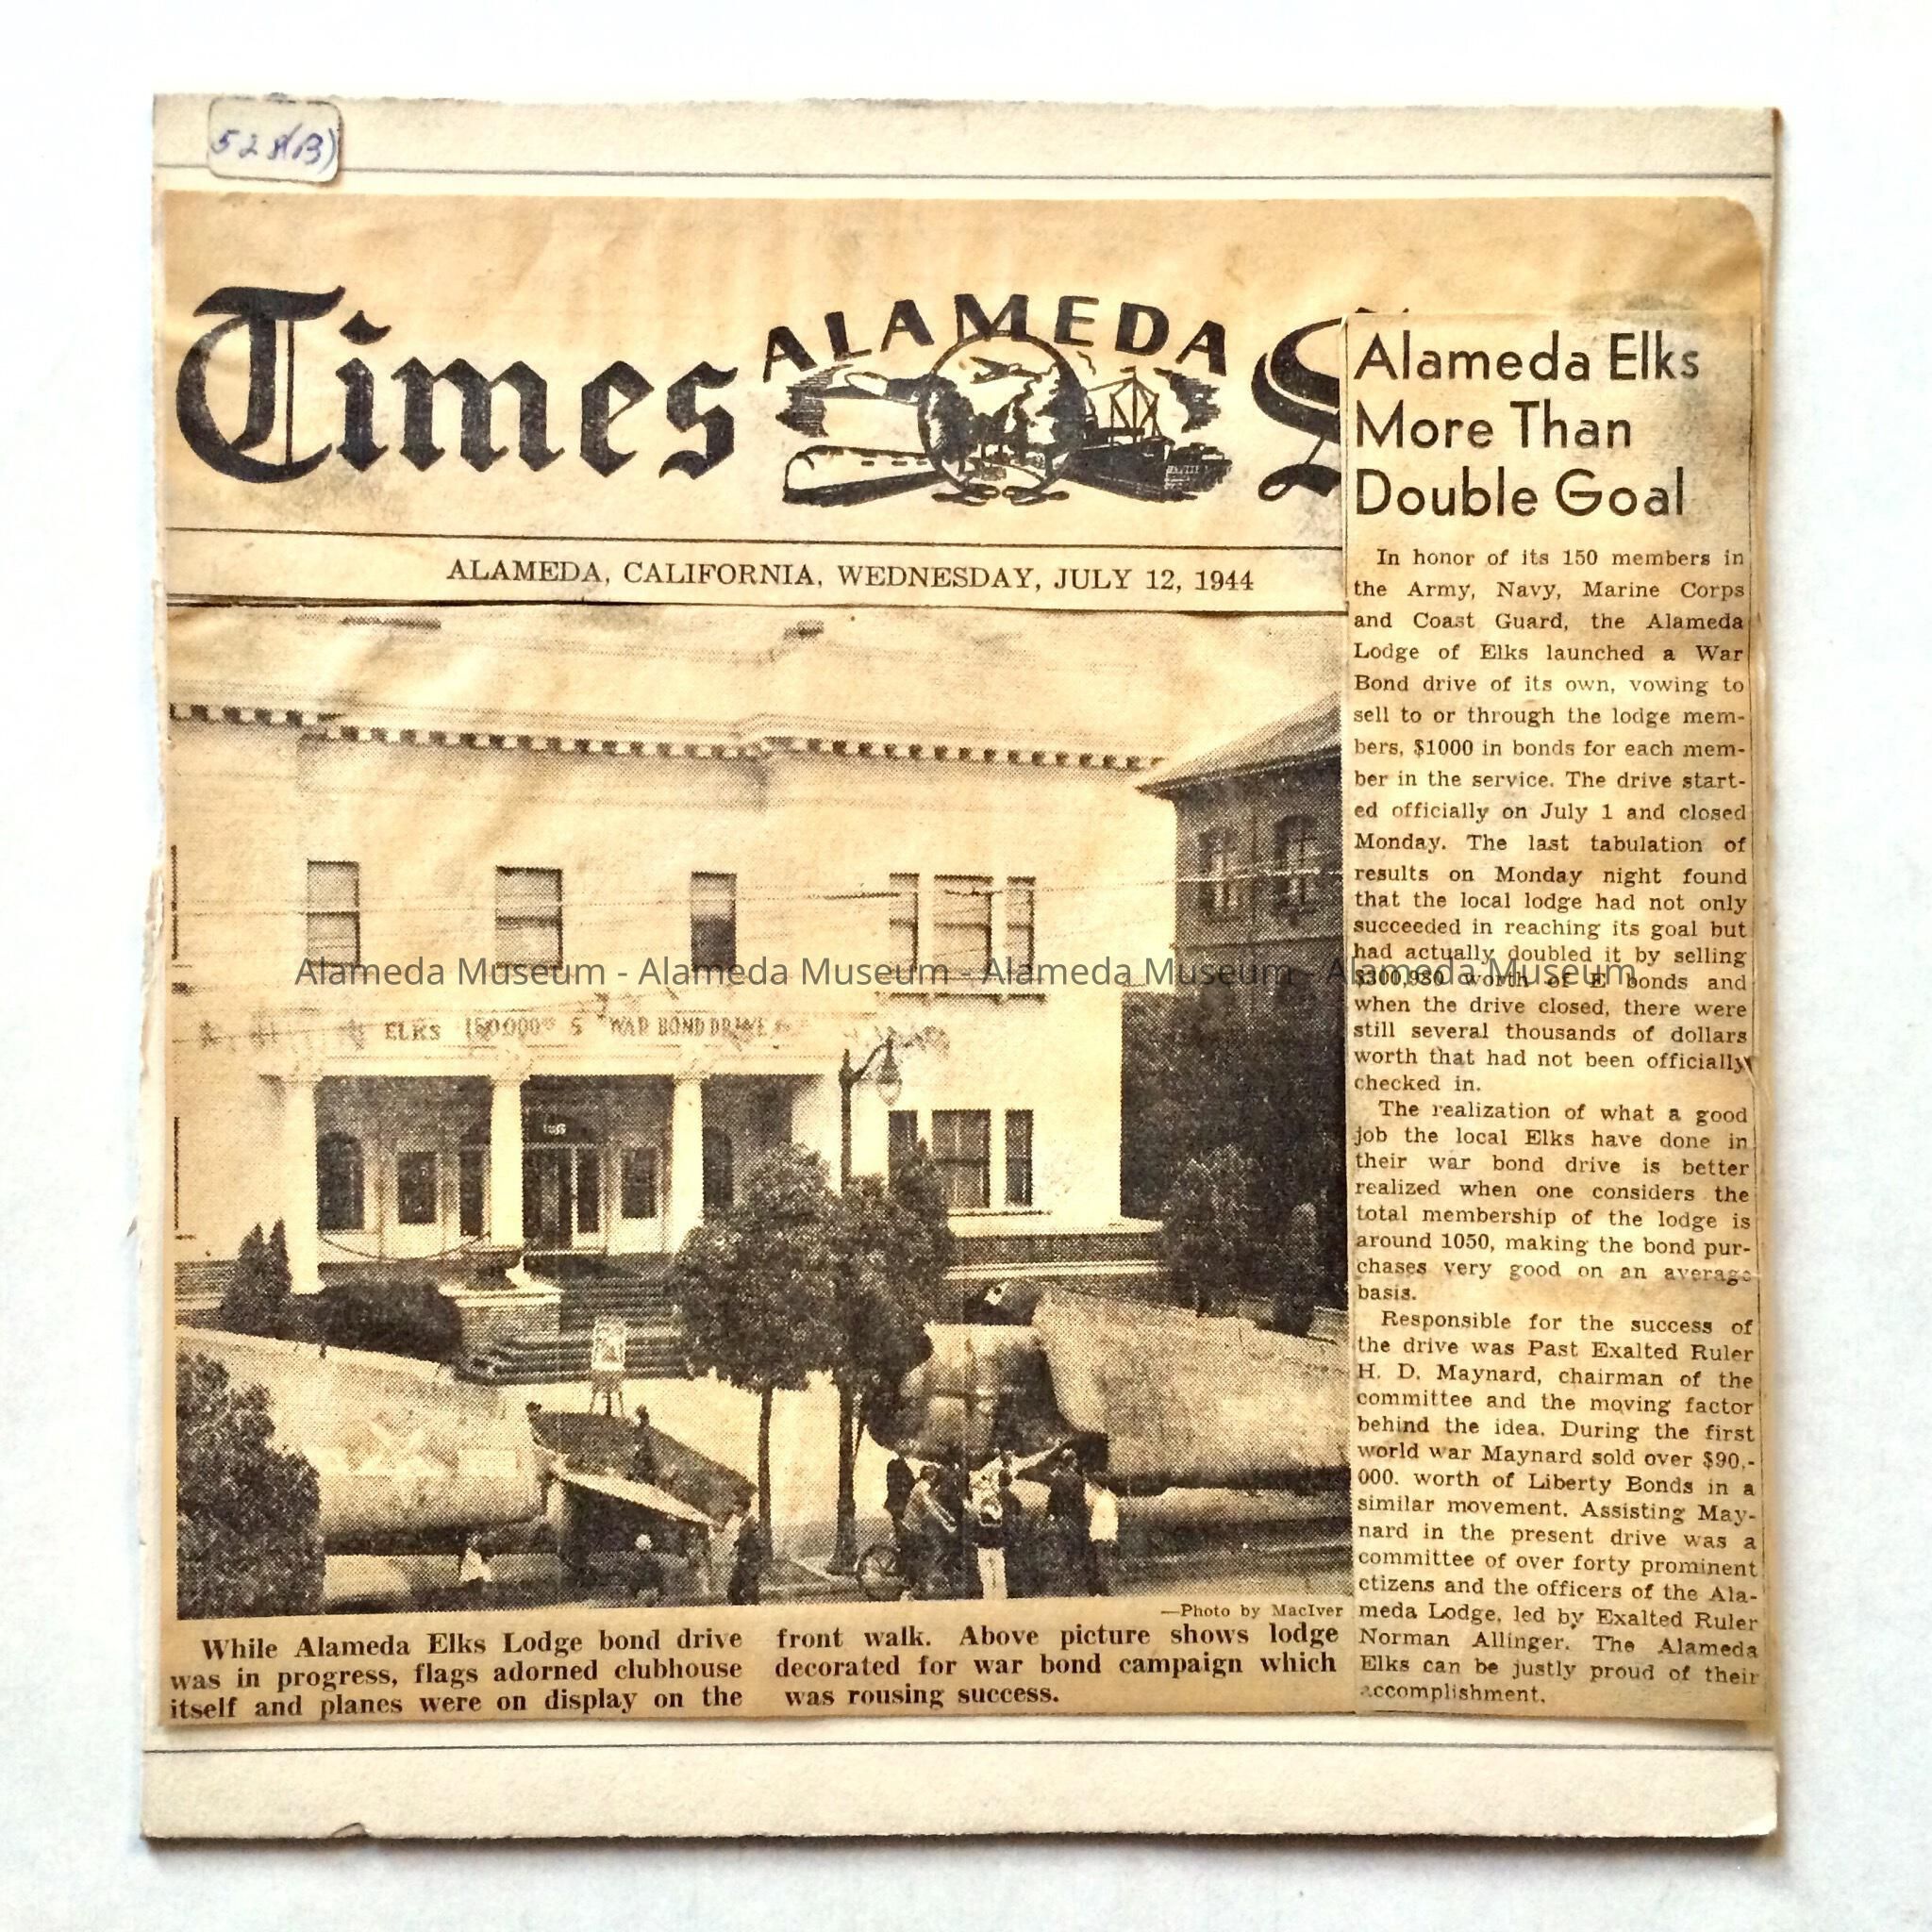 52 8(B)
Times ALAMEDA S
ALAMEDA, CALIFORNIA, WEDNESDAY, JULY 12, 1944
ELKS 150,000 WAR BOND DRIVE
—Photo by MacIver
While Alameda Elks Lodge bond drive
was in progress, flags adorned clubhouse
itself and planes were on display on the
front walk. Above picture shows lodge
decorated for war bond campaign which
was rousing success.
Alameda Elks
More Than
Double Goal
In honor of its 150 members in
the Army, Navy, Marine Corps
and Coast Guard, the Alameda
Lodge of Elks launched a War
Bond drive of its own, vowing to
sell to or through the lodge mem-
bers, $1000 in bonds for each mem-
ber in the service. The drive start-
ed officially on July 1 and closed
Monday. The last tabulation of
results on Monday night found
that the local lodge had not only
succeeded in reaching its goal but
had actually doubled it by selling
worth of E bonds and
when the drive closed, there were
still several thousands of dollars
worth that had not been officially
checked in.
The realization of what a good
job the local Elks have done in
their war bond drive is better
realized when one considers the
total membership of the lodge is
around 1050, making the bond pur-
chases very good on an average
basis.
Responsible for the success of
the drive was Past Exalted Ruler
H. D. Maynard, chairman of the
committee and the moving factor
behind the idea. During the first
world war Maynard sold over $90,-
000. worth of Liberty Bonds in a
similar movement. Assisting May-
nard in the present drive was a
committee of over forty prominent
ctizens and the officers of the Ala-
meda Lodge, led by Exalted Ruler
Norman Allinger. The Alameda
Elks can be justly proud of their
accomplishment.
Alameda Museum - Alameda Museum - Alameda Museum - Alameda Museum